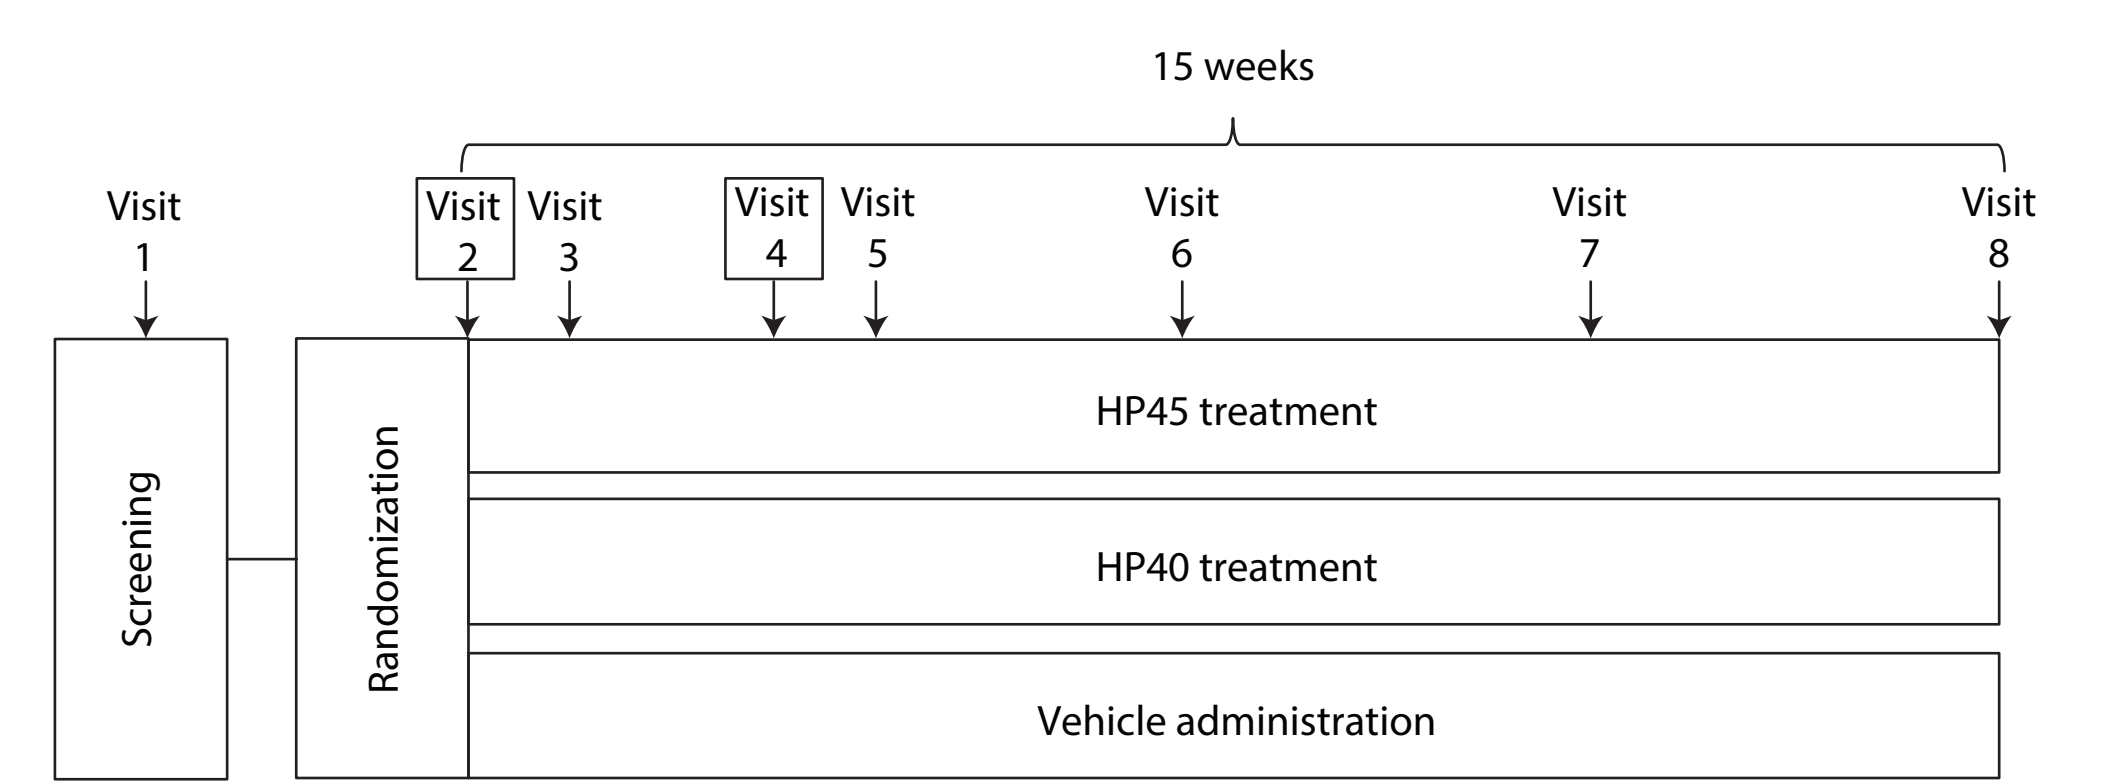 15 weeks
Visit
1
Visit
2
Visit
3
Visit
4
Visit
5
Visit
6
Visit
7
Visit
8
Screening
Randomization
HP45 treatment
HP40 treatment
Vehicle administration